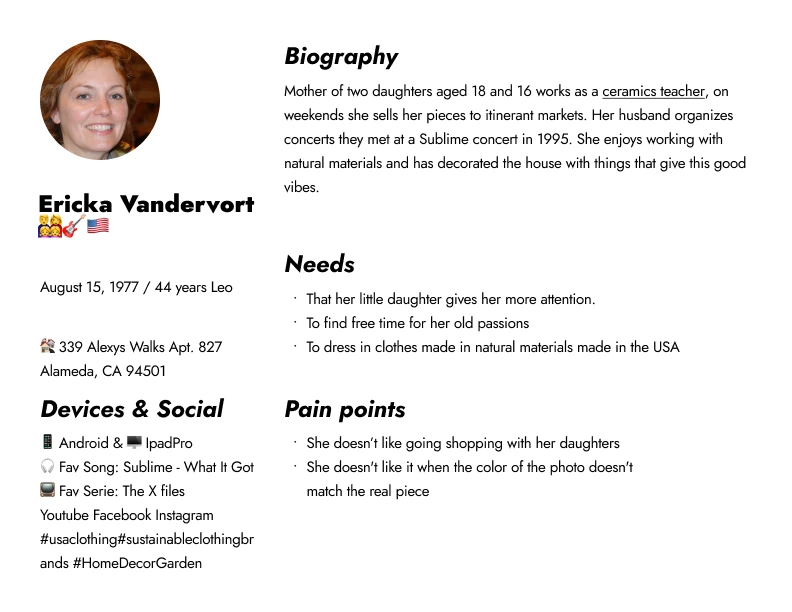 Ericka Vandervort
August 15, 1977 / 44 years Leo
339 Alexys Walks Apt. 827
Alameda, CA 94501
Devices & Social
Android & IpadPro
Fav Song: Sublime - What It Got
Fav Serie: The X files
Youtube Facebook Instagram
#usaclothing#sustainableclothingbr
ands #HomeDecorGarden
Biography
Mother of two daughters aged 18 and 16 works as a ceramics teacher, on
weekends she sells her pieces to itinerant markets. Her husband organizes
concerts they met at a Sublime concert in 1995. She enjoys working with
natural materials and has decorated the house with things that give this good
vibes.
Needs
· That her little daughter gives her more attention.
· To find free time for her old passions
· To dress in clothes made in natural materials made in the USA
Pain points
· She doesn't like going shopping with her daughters
· She doesn't like it when the color of the photo doesn't
match the real piece